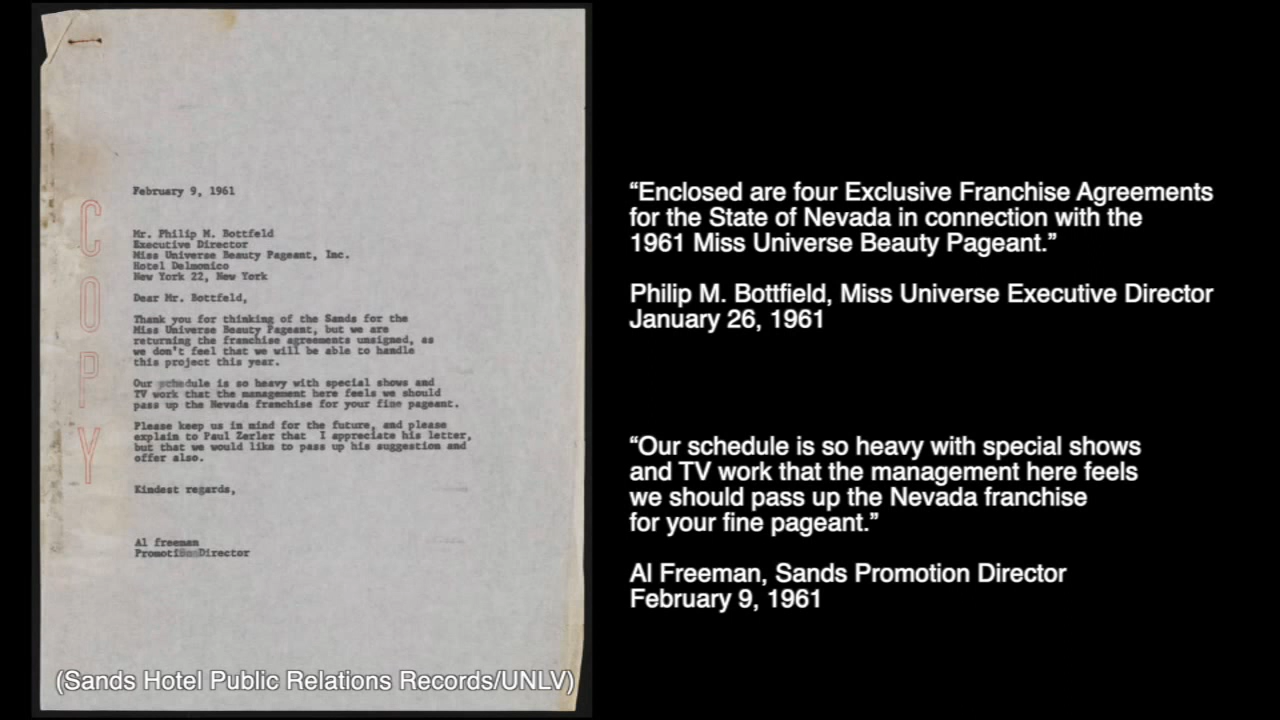 February 9, 1961
Mr. Philip M. Bottfeld
Executive Director
Miss Universe Beauty Pageant, Inc.
Hotel Delmonico
New York 22, New York
Dear Mr. Bottfeld,
Thank you for thinking of the Sands for the
Miss Universe Beauty Pageant, but we are
returning the franchise agreements unsigned, as
we don't feel that we will be able to handle
this project this year.
Our schedule is so heavy with special shows and
TV work that the management here feels we should
pass up the Nevada franchise for your fine pageant.
Please keep us in mind for the future, and please
explain to Paul Zerler that I appreciate his letter,
but that we would like to pass up his suggestion and
offer also.
Kindest regards,
Al freeman
Promotion Director
COPY
(Sands Hotel Public Relations Records/UNLV)
“Enclosed are four Exclusive Franchise Agreements
for the State of Nevada in connection with the
1961 Miss Universe Beauty Pageant.”
Philip M. Bottfield, Miss Universe Executive Director
January 26, 1961
“Our schedule is so heavy with special shows
and TV work that the management here feels
we should pass up the Nevada franchise
for your fine pageant.”
Al Freeman, Sands Promotion Director
February 9, 1961